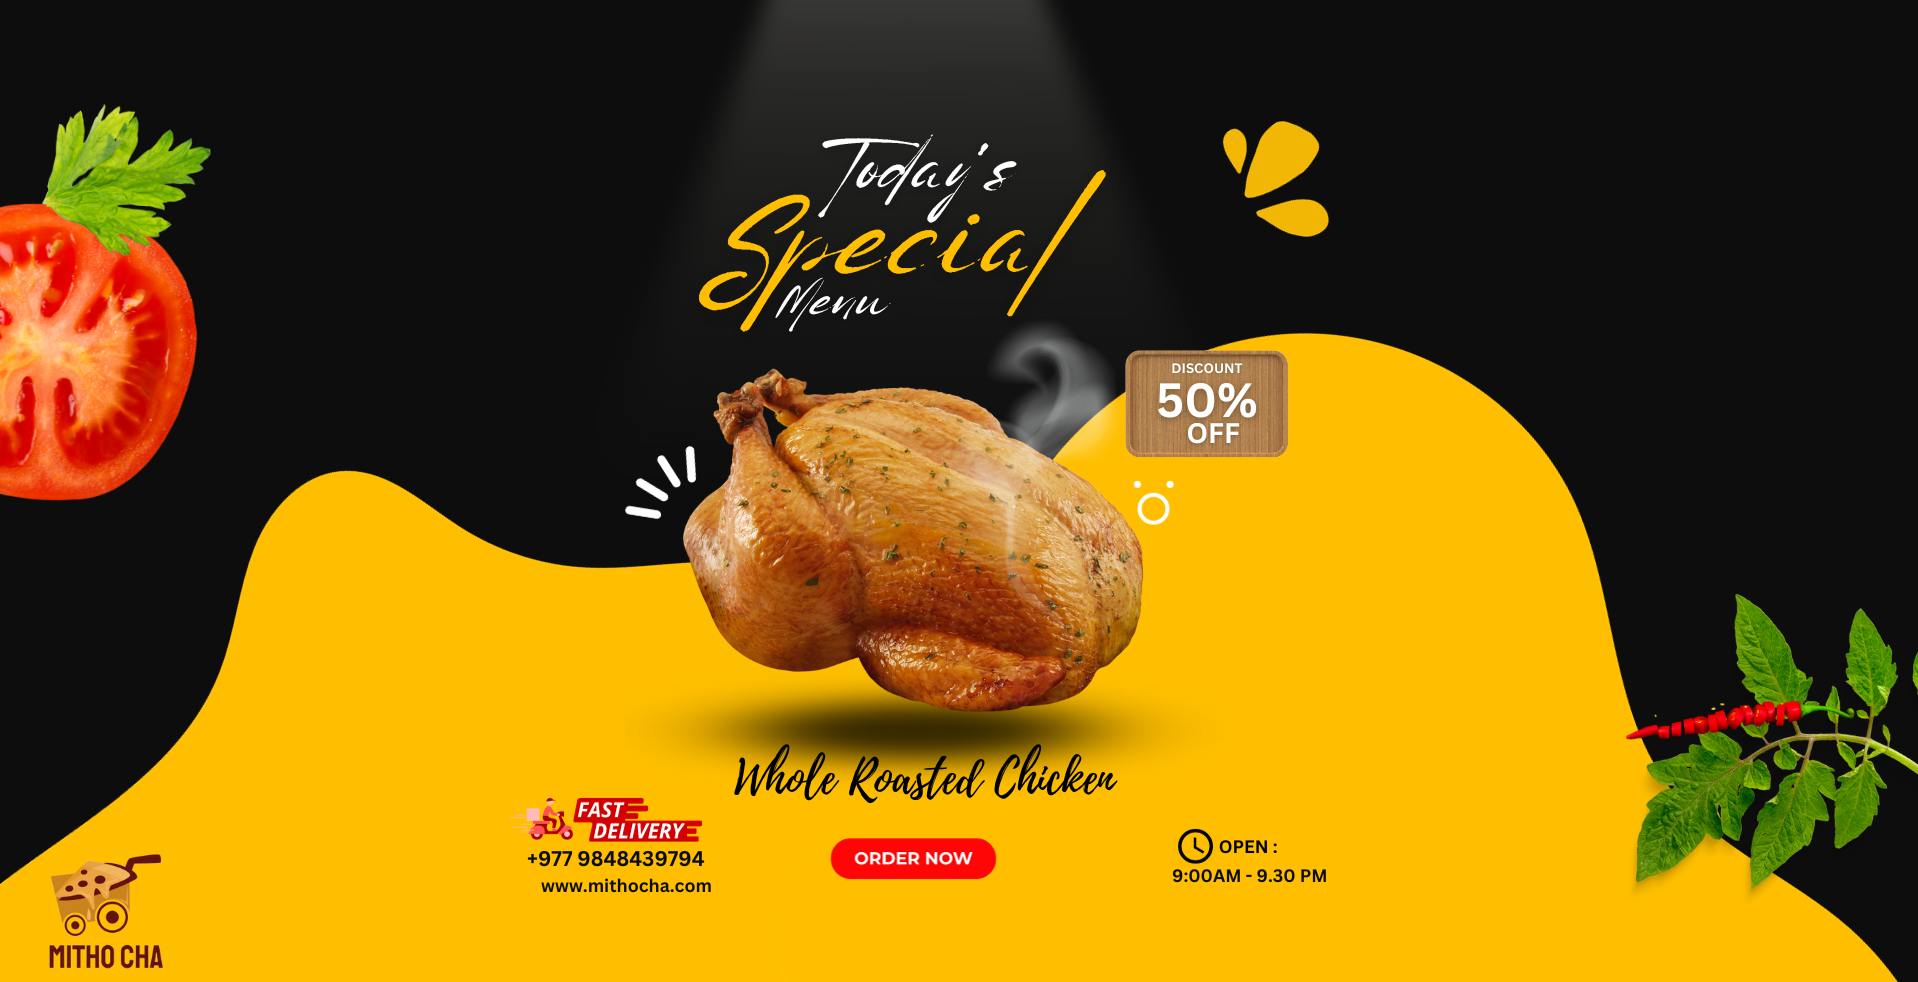 Today's
Special
Menu
DISCOUNT
50%
OFF
Whole Roasted Chicken
FAST
DELIVERY
+977 9848439794
www.mithocha.com
ORDER NOW
OPEN :
9:00AM - 9.30 PM
MITHO CHA